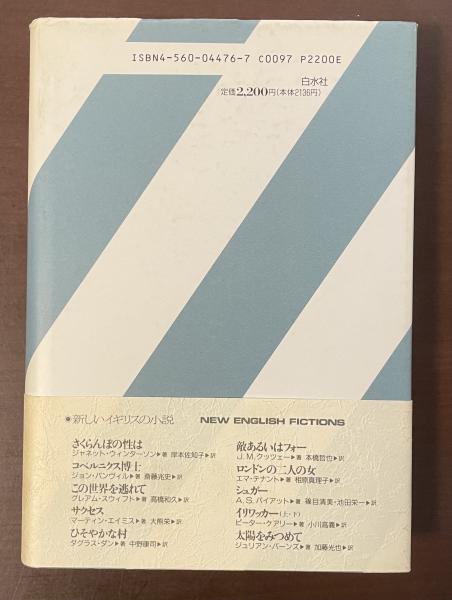 ISBN4-560-04476-7 C0097 P2200E
白水社
定価2,200円(本体2136円)
●新しいイギリスの小説 NEW ENGLISH FICTIONS
さくらんぼの性は
ジャネット・ウィンターソン▶著 岸本佐知子▶訳
コペルニクス博士
ジョン・バンヴィル▶著 斎藤兆史▶訳
この世界を逃れて
グレアム・スウィフト▶著 高橋和久▶訳
サクセス
マーティン・エイミス▶著 大熊栄▶訳
ひそやかな村
ダグラス・ダン▶著 中野康司▶訳
敵あるいはフォー
J.M.クッツェー▶著 本橋哲也▶訳
ロンドンの二人の女
エマ・テナント▶著 相原真理子▶訳
シュガー
A.S.バイアット▶著 篠目清美・池田栄一▶訳
イリワッカー(上・下)
ピーター・ケアリー▶著 小川高義▶訳
太陽をみつめて
ジュリアン・バーンズ▶著 加藤光也▶訳